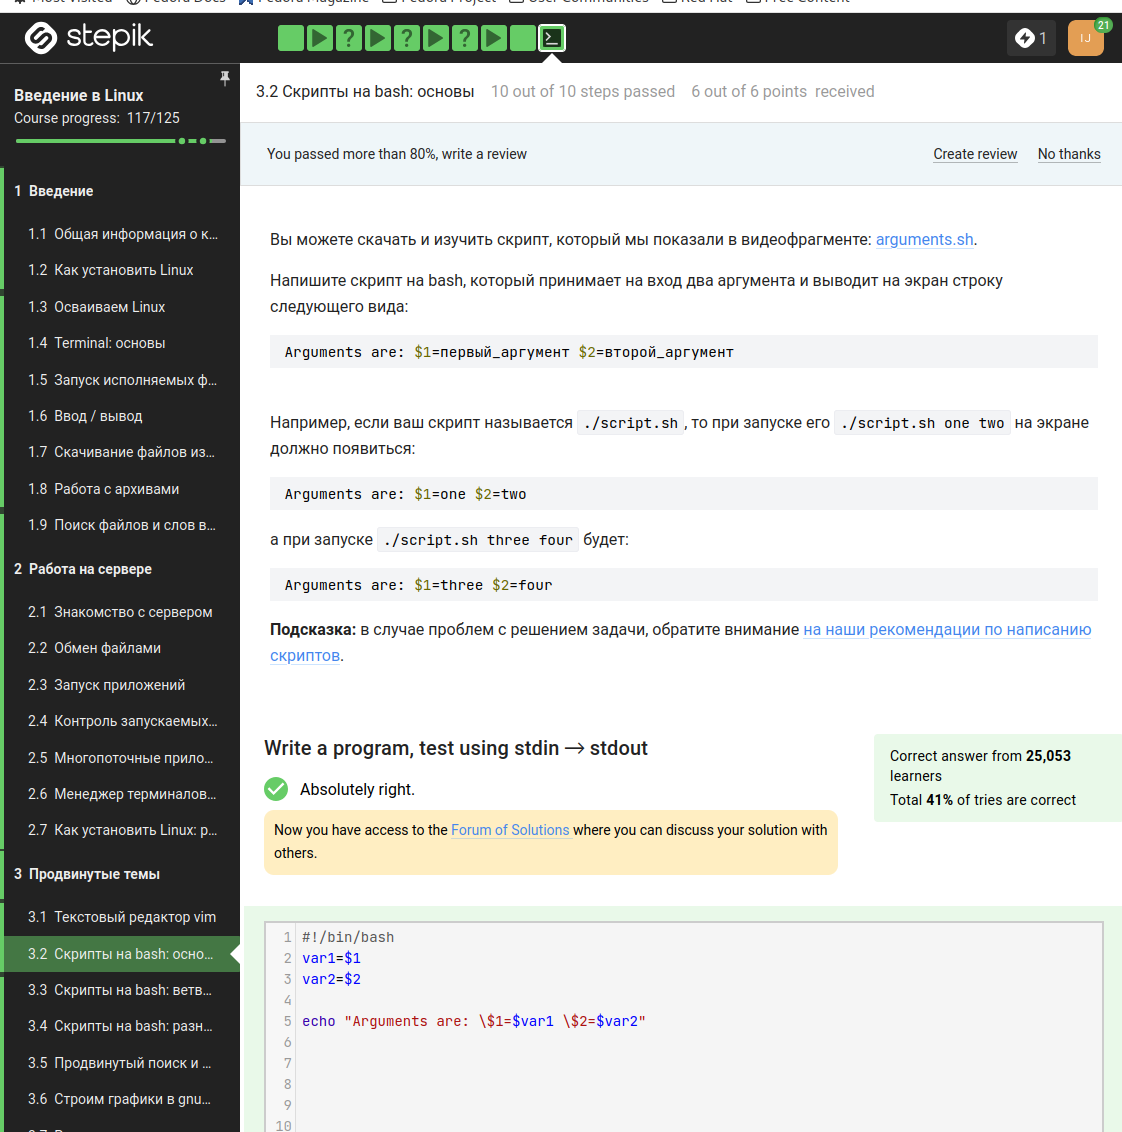 stepik
1
IJ
21
Введение в Linux
Course progress: 117/125
1 Введение
1.1 Общая информация о к...
1.2 Как установить Linux
1.3 Осваиваем Linux
1.4 Terminal: основы
1.5 Запуск исполняемых ф...
1.6 Ввод / вывод
1.7 Скачивание файлов из...
1.8 Работа с архивами
1.9 Поиск файлов и слов в...
2 Работа на сервере
2.1 Знакомство с сервером
2.2 Обмен файлами
2.3 Запуск приложений
2.4 Контроль запускаемых...
2.5 Многопоточные прило...
2.6 Менеджер терминалов...
2.7 Как установить Linux: р...
3 Продвинутые темы
3.1 Текстовый редактор vim
3.2 Скрипты на bash: осно...
3.3 Скрипты на bash: ветв...
3.4 Скрипты на bash: разн...
3.5 Продвинутый поиск и ...
3.6 Строим графики в gnu...
3.2 Скрипты на bash: основы 10 out of 10 steps passed 6 out of 6 points received
You passed more than 80%, write a review Create review No thanks
Вы можете скачать и изучить скрипт, который мы показали в видеофрагменте: arguments.sh.
Напишите скрипт на bash, который принимает на вход два аргумента и выводит на экран строку
следующего вида:
Arguments are: $1=первый_аргумент $2=второй_аргумент
Например, если ваш скрипт называется ./script.sh , то при запуске его ./script.sh one two на экране
должно появиться:
Arguments are: $1=one $2=two
а при запуске ./script.sh three four будет:
Arguments are: $1=three $2=four
Подсказка: в случае проблем с решением задачи, обратите внимание на наши рекомендации по написанию
скриптов.
Write a program, test using stdin → stdout
Absolutely right.
Now you have access to the Forum of Solutions where you can discuss your solution with
others.
Correct answer from 25,053
learners
Total 41% of tries are correct
1 #!/bin/bash
2 var1=$1
3 var2=$2
4
5 echo "Arguments are: \$1=$var1 \$2=$var2"
6
7
8
9
10